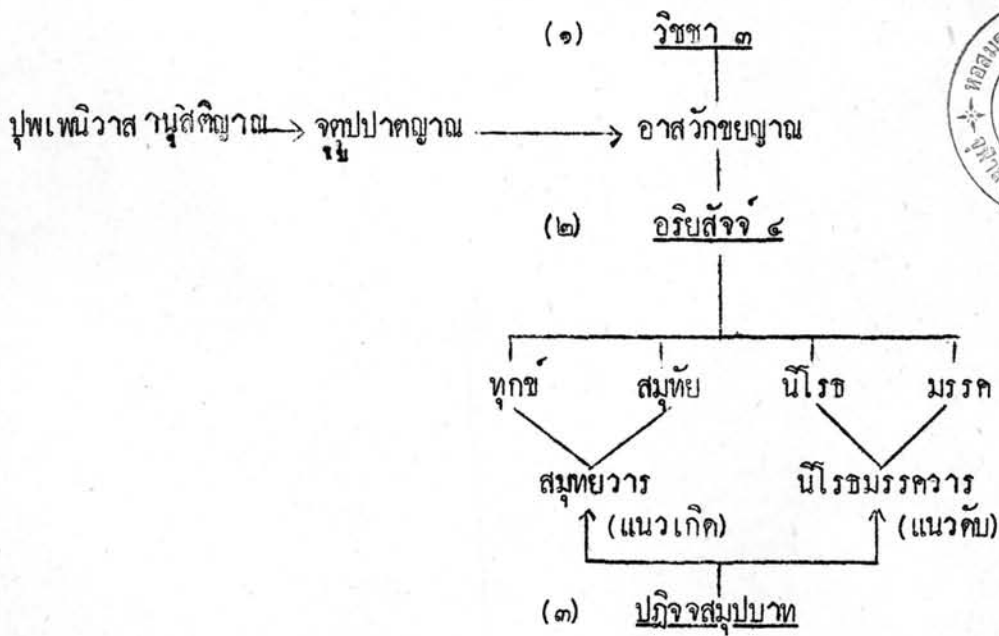 (๑) วิชชา ๓
ปุพเพนิวาสานุสติญาณ จุตูปปาตญาณ อาสวักขยญาณ
(๒) อริยสัจจ์ ๔
ทุกข์ สมุทัย นิโรธ มรรค
สมุทยวาร นิโรธมรรควาร
(แนวเกิด) (แนวดับ)
(๓) ปฏิจจสมุปบาท